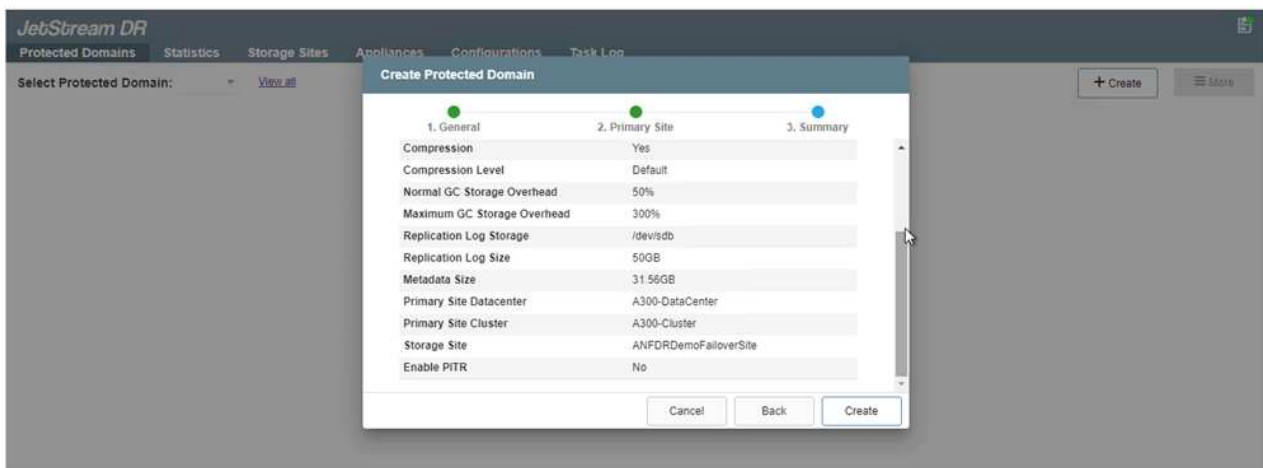 JetStream DR
Protected Domains Statistics Storage Sites Appliances Configurations Task Log
Select Protected Domain: View all + Create More
Create Protected Domain
1. General 2. Primary Site 3. Summary
Compression Yes
Compression Level Default
Normal GC Storage Overhead 50%
Maximum GC Storage Overhead 300%
Replication Log Storage /dev/sdb
Replication Log Size 50GB
Metadata Size 31.56GB
Primary Site Datacenter A300-DataCenter
Primary Site Cluster A300-Cluster
Storage Site ANFDRDemoFailoverSite
Enable PITR No
Cancel Back Create